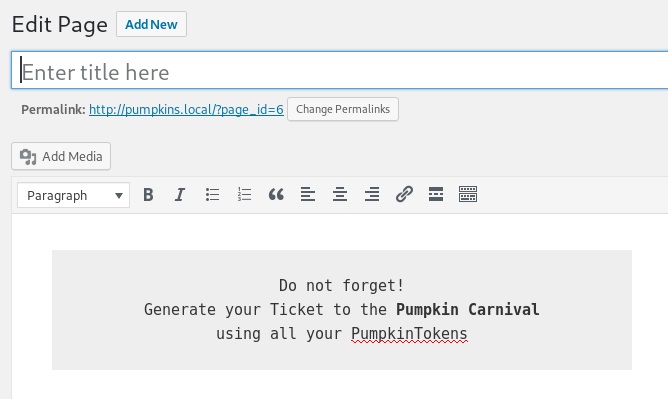 Edit Page Add New
Enter title here
Permalink: http://pumpkins.local/?page_id=6 Change Permalinks
Add Media
Paragraph B I
Do not forget!
Generate your Ticket to the Pumpkin Carnival
using all your PumpkinTokens